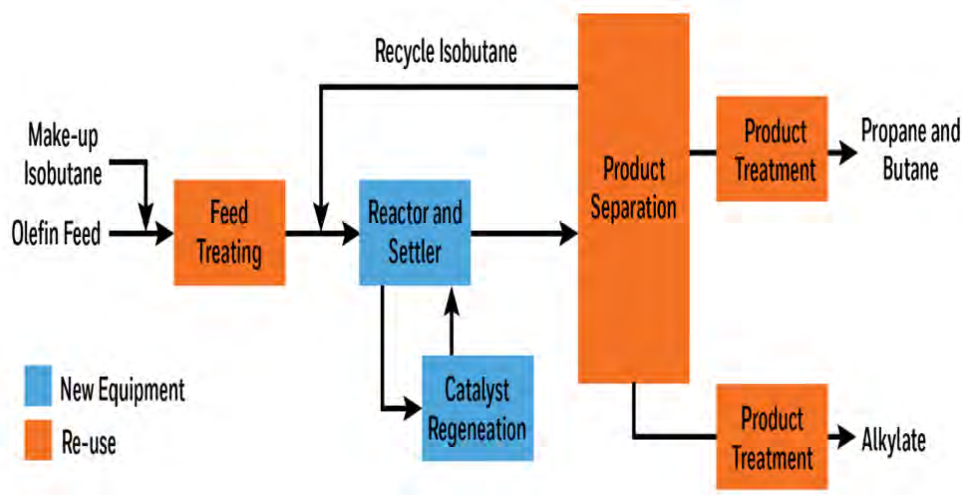 Recycle Isobutane
Make-up
Isobutane
Olefin Feed
Feed
Treating
Reactor and
Settler
Catalyst
Regeneation
Product
Separation
Product
Treatment
Propane and
Butane
Product
Treatment
Alkylate
New Equipment
Re-use